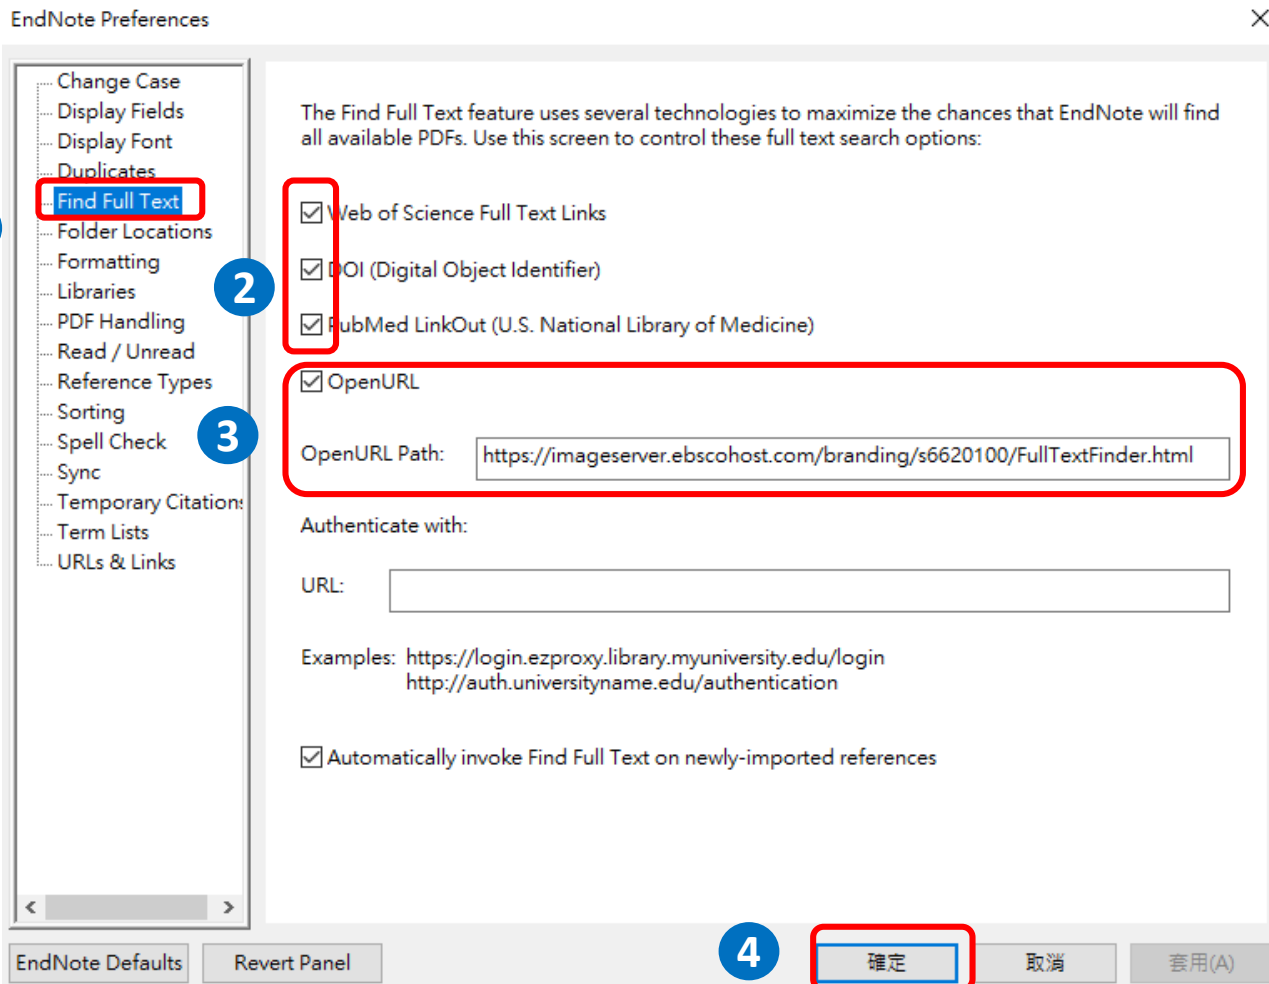 EndNote Preferences
Change Case
Display Fields
Display Font
Duplicates
Find Full Text
Folder Locations
Formatting
Libraries
PDF Handling
Read / Unread
Reference Types
Sorting
Spell Check
Sync
Temporary Citation
Term Lists
URLs & Links
The Find Full Text feature uses several technologies to maximize the chances that EndNote will find
all available PDFs. Use this screen to control these full text search options:
Web of Science Full Text Links
2
DOI (Digital Object Identifier)
PubMed LinkOut (U.S. National Library of Medicine)
3
OpenURL
OpenURL Path: https://imageserver.ebscohost.com/branding/s6620100/FullTextFinder.html
Authenticate with:
URL:
Examples: https://login.ezproxy.library.myuniversity.edu/login
http://auth.universityname.edu/authentication
Automatically invoke Find Full Text on newly-imported references
EndNote Defaults Revert Panel 4 確定 取消 套用(A)